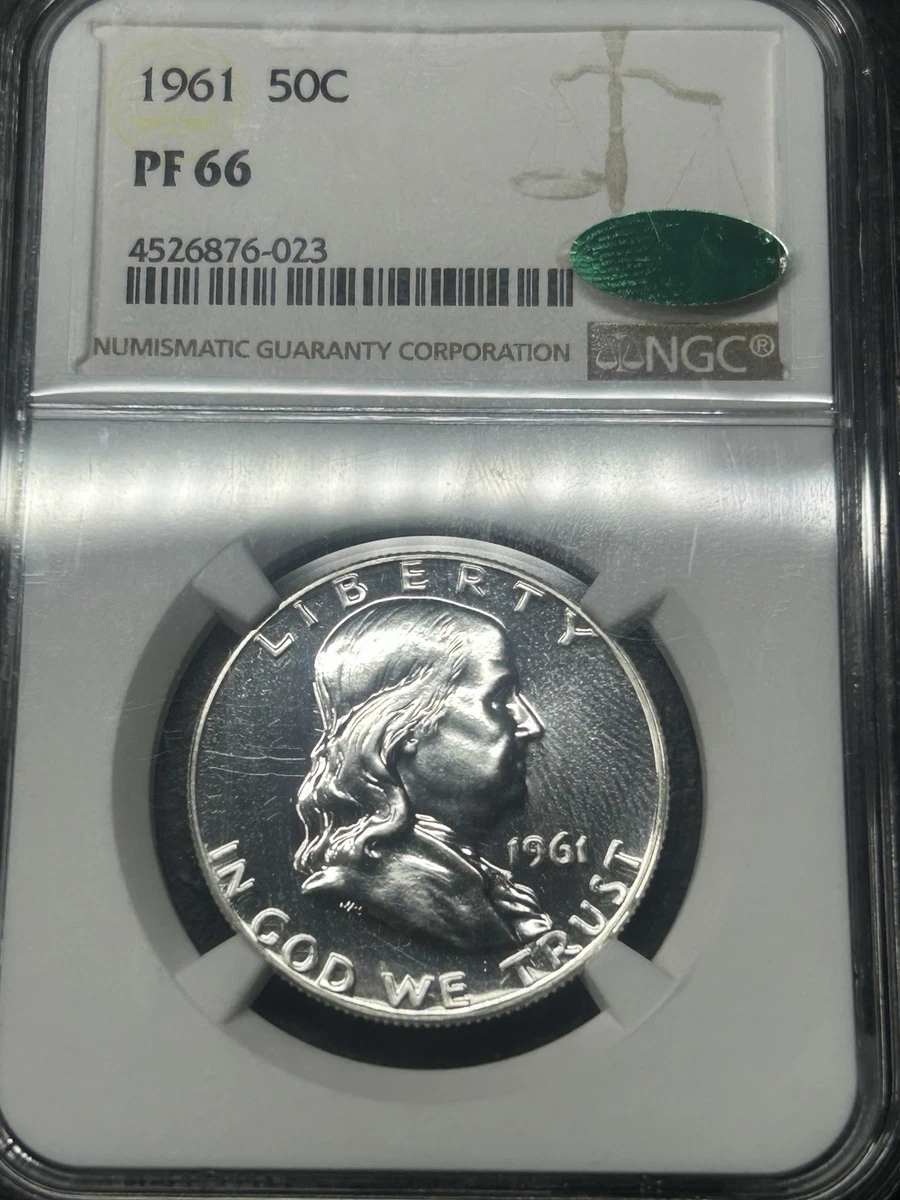 1961 50C
PF 66
4526876-023
NUMISMATIC GUARANTY CORPORATION NGC®
LIBERTY
1961
IN GOD WE TRUST